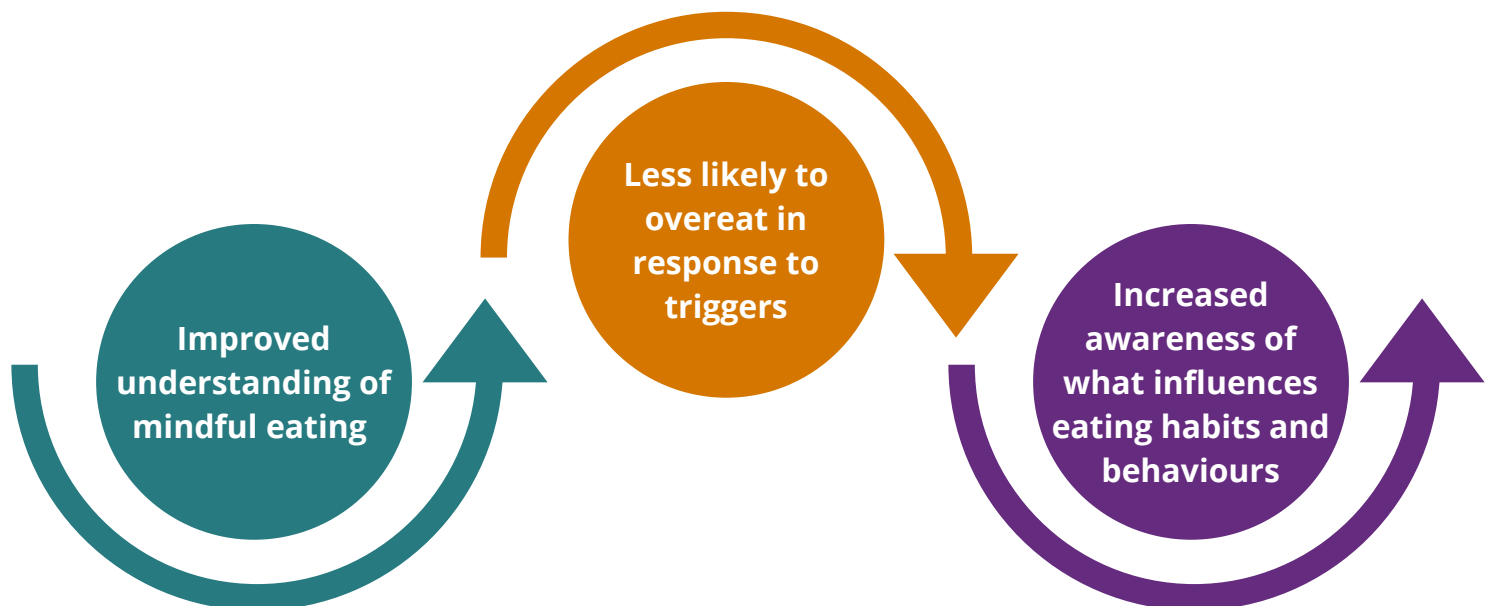 Improved
understanding of
mindful eating
Less likely to
overeat in
response to
triggers
Increased
awareness of
what influences
eating habits and
behaviours